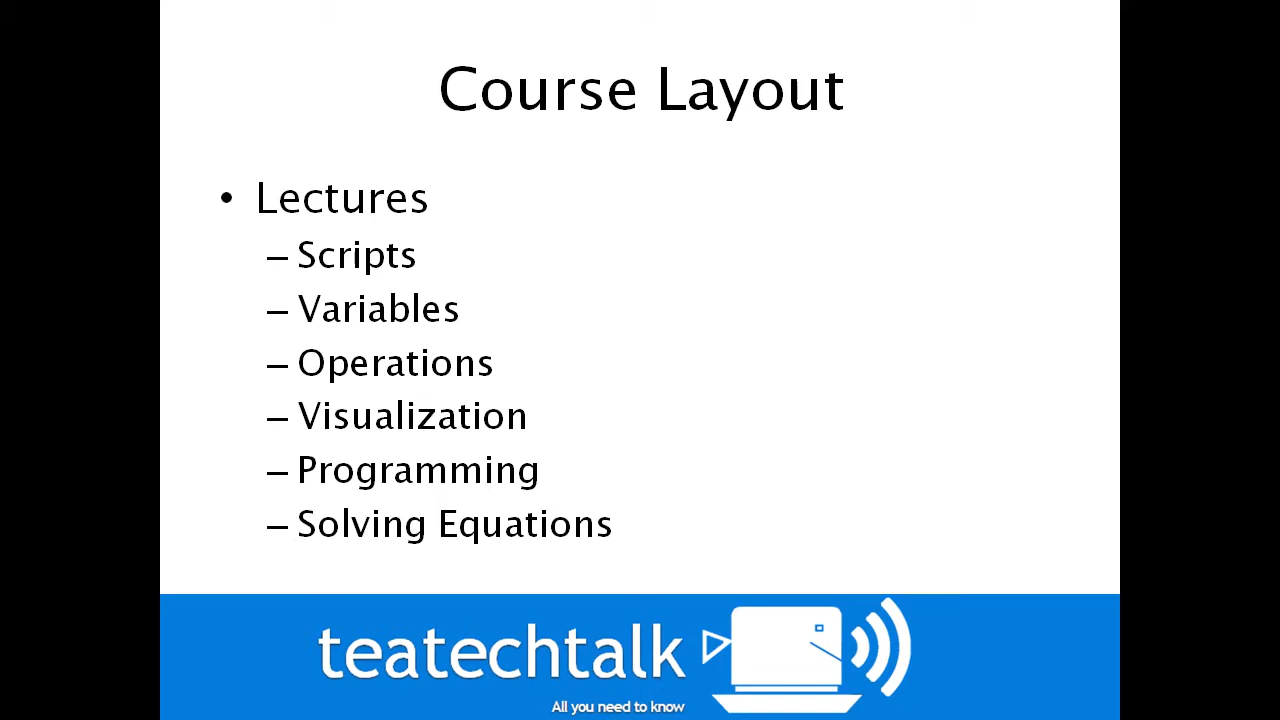 Course Layout
• Lectures
– Scripts
– Variables
– Operations
– Visualization
– Programming
– Solving Equations
teatechtalk
All you need to know